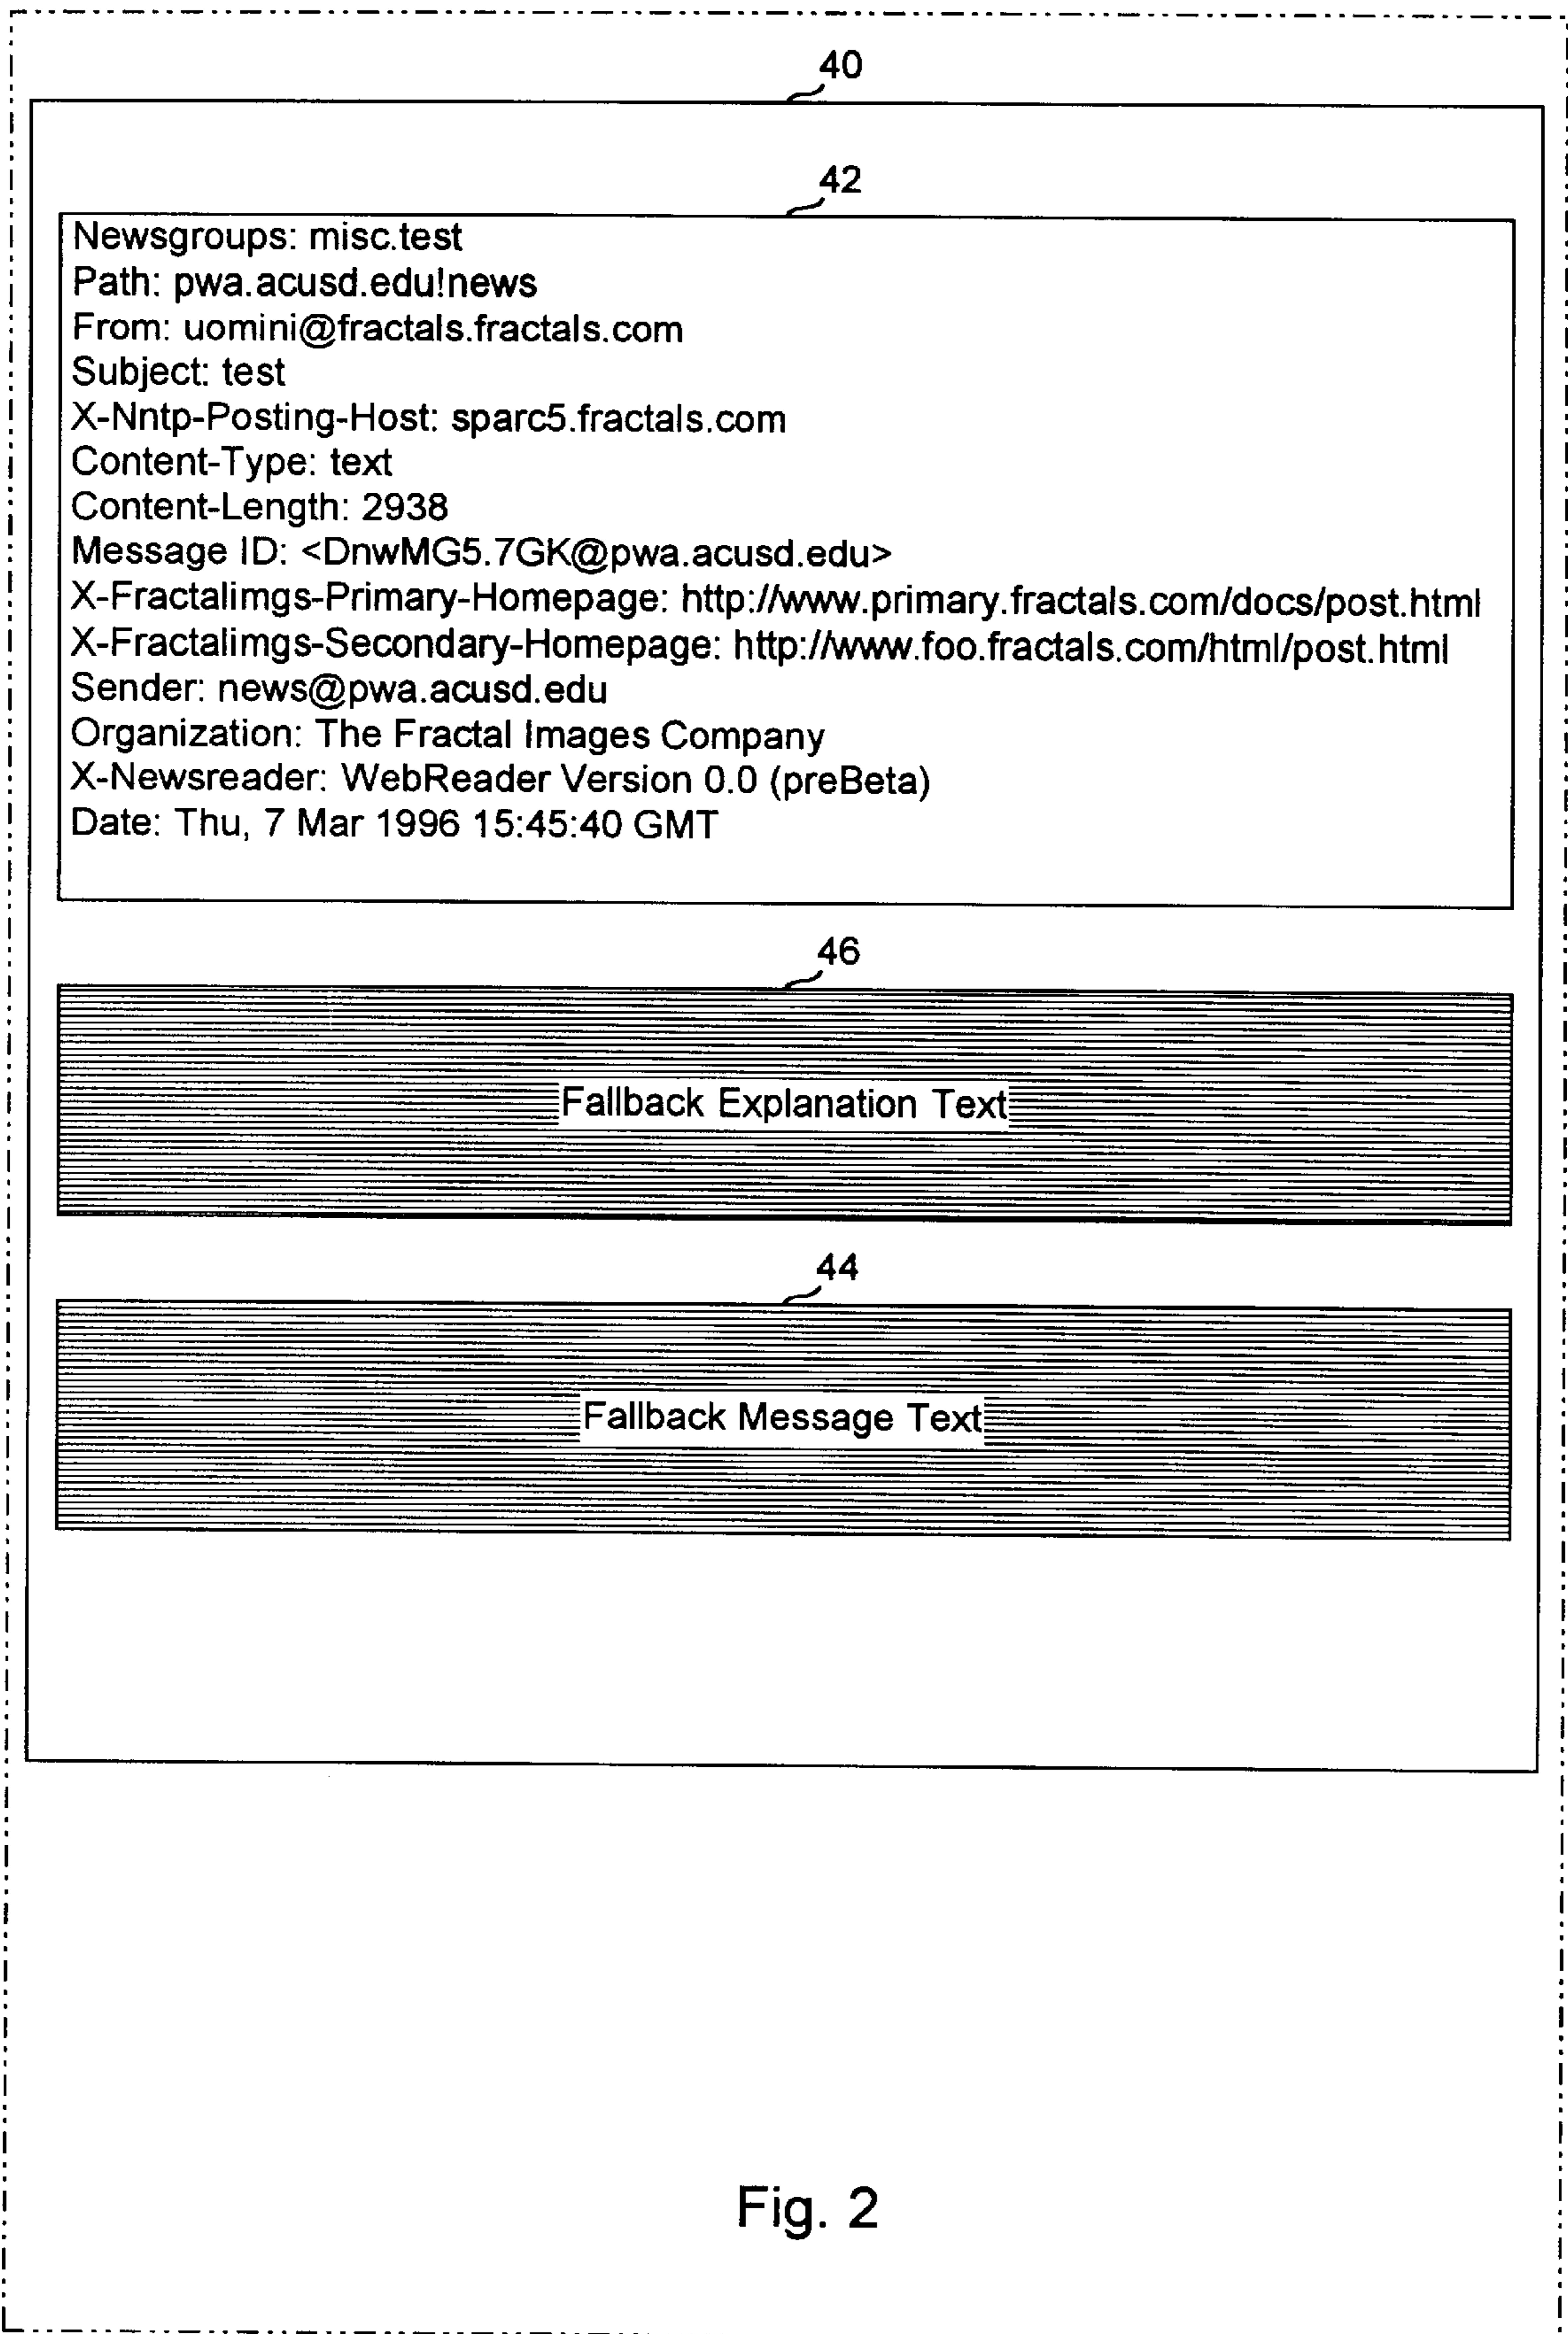 40
42
Newsgroups: misc.test
Path: pwa.acusd.edu!news
From: uomini@fractals.fractals.com
Subject: test
X-Nntp-Posting-Host: sparc5.fractals.com
Content-Type: text
Content-Length: 2938
Message ID: <DnwMG5.7GK@pwa.acusd.edu>
X-Fractalimgs-Primary-Homepage: http://www.primary.fractals.com/docs/post.html
X-Fractalimgs-Secondary-Homepage: http://www.foo.fractals.com/html/post.html
Sender: news@pwa.acusd.edu
Organization: The Fractal Images Company
X-Newsreader: WebReader Version 0.0 (preBeta)
Date: Thu, 7 Mar 1996 15:45:40 GMT
46
Fallback Explanation Text
44
Fallback Message Text
Fig. 2